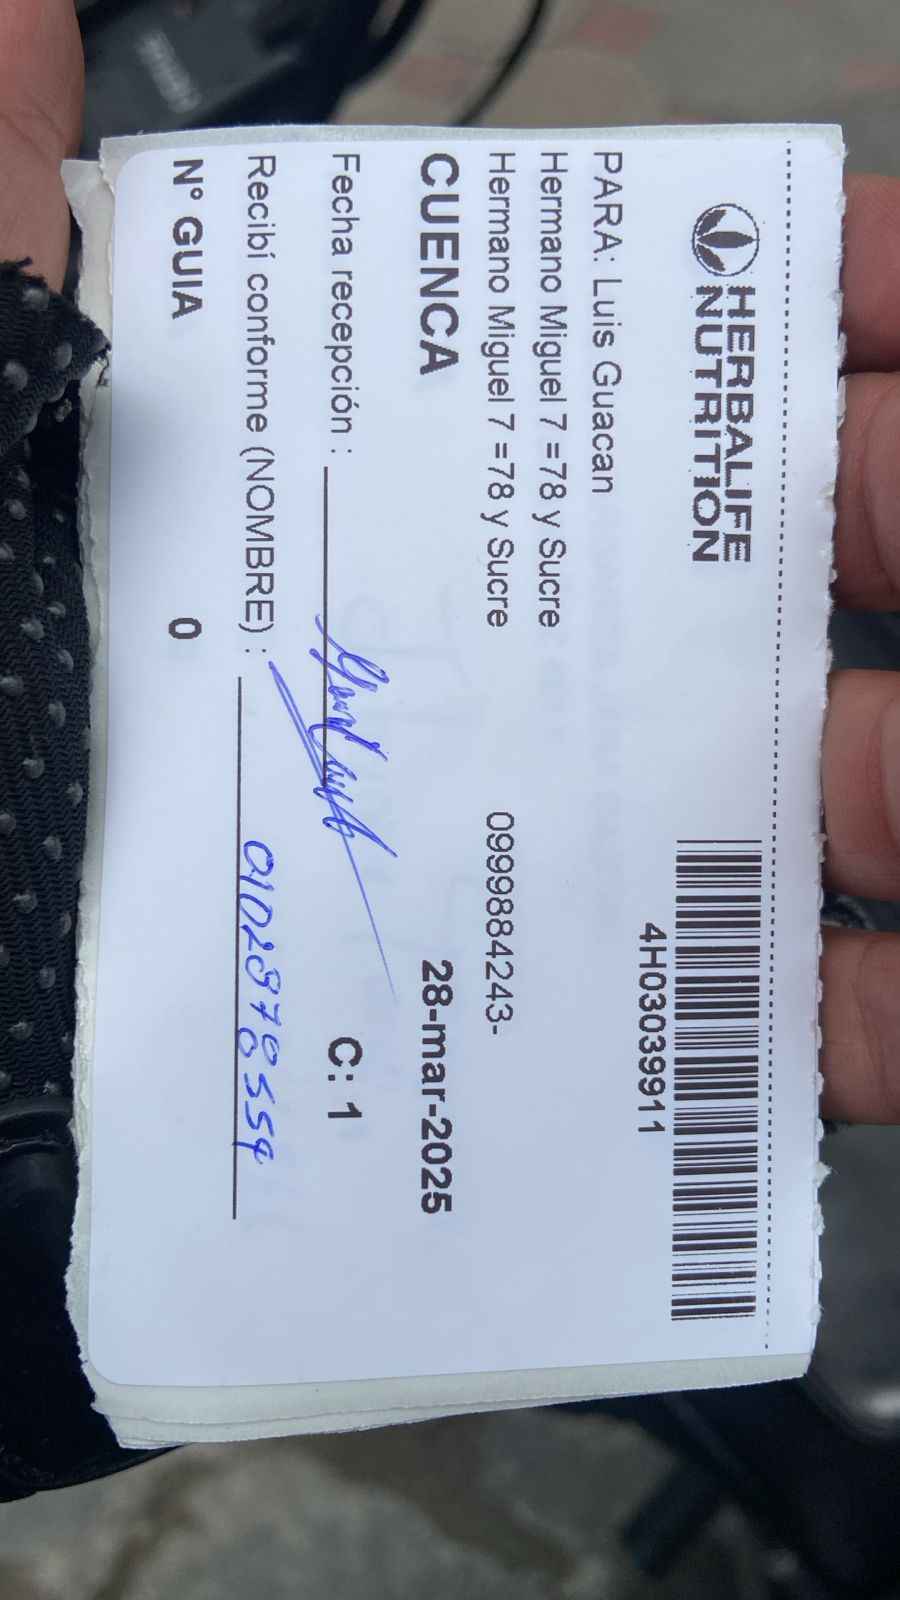 HERBALIFE
NUTRITION
4H03039911
PARA: Luis Guacan
Hermano Miguel 7 =78 y Sucre
Hermano Miguel 7 =78 y Sucre 0999884243-
CUENCA 28-mar-2025
Fecha recepción : C: 1
Recibí conforme (NOMBRE) :
N° GUIA 0